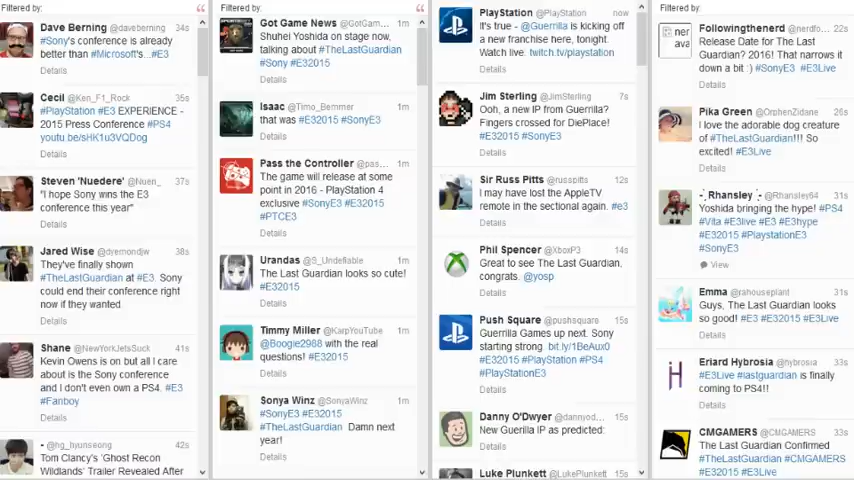 Filtered by:
Dave Berning @daveberning 34s
#Sony's conference is already
better than #Microsoft's...#E3
Details
Cecil @Ken_F1_Rock 35s
#PlayStation #E3 EXPERIENCE -
2015 Press Conference #PS4
youtu.be/sHK1u3VQDog
Details
Steven 'Nuedere' @Nuen_ 37s
"I hope Sony wins the E3
conference this year"
Details
Jared Wise @dyemondjw 38s
They've finally shown
#TheLastGuardian at #E3. Sony
could end their conference right
now if they wanted
Details
Shane @NewYorkJetsSuck 41s
Kevin Owens is on but all I care
about is the Sony conference
and I don't even own a PS4. #E3
#Fanboy
Details
- @hg_hyunseong 42s
Tom Clancy's 'Ghost Recon
Wildlands' Trailer Revealed After
Filtered by:
Got Game News @GotGam... 1m
Shuhei Yoshida on stage now,
talking about #TheLastGuardian
#Sony #E32015
Details
Isaac @Timo_Bemmer 1m
that was #E32015 #SonyE3
Details
Pass the Controller @pas... 1m
The game will release at some
point in 2016 - PlayStation 4
exclusive #SonyE3 #E32015
#PTCE3
Details
Urandas @S_Undefiable 1m
The Last Guardian looks so cute!
#E32015
Details
Timmy Miller @KarpYouTube 1m
@Boogie2988 with the real
questions! #E32015
Details
Sonya Winz @SonyaWinz 1m
#SonyE3 #E32015
#TheLastGuardian Damn next
year!
Details
PlayStation @PlayStation now
It's true - @Guerrilla is kicking off
a new franchise here, tonight.
Watch live. twitch.tv/playstation
Details
Jim Sterling @JimSterling 7s
Ooh, a new IP from Guerrilla?
Fingers crossed for DiePlace!
#E32015 #SonyE3
Details
Sir Russ Pitts @russpitts 12s
I may have lost the AppleTV
remote in the sectional again. #e3
Details
Phil Spencer @XboxP3 14s
Great to see The Last Guardian,
congrats. @yosp
Details
Push Square @pushsquare 15s
Guerrilla Games up next. Sony
starting strong. bit.ly/1BeAux0
#E32015 #PlayStation #PS4
#PlaystationE3
Details
Danny O'Dwyer @dannyod... 15s
New Guerilla IP as predicted:
Details
Luke Plunkett @LukePlunkett 15s
Filtered by:
Followingthenerd @nerdfo... 22s
Release Date for The Last
Guardian? 2016! That narrows it
down a bit :) #SonyE3 #E3Live
Details
Pika Green @OrphenZidane 26s
I love the adorable dog creature
of #TheLastGuardian!!! So
excited! #E3Live
Details
-¸Rhansley ¸- @Rhansley64 31s
Yoshida bringing the hype! #PS4
#Vita #E3live #E3 #E3hype
#E32015 #PlaystationE3
#SonyE3
View
Emma @rahouseplant 31s
Guys, The Last Guardian looks
so good! #E3 #E32015 #E3Live
Details
Eriard Hybrosia @hybrosia 33s
#E3Live #lastguardian is finally
coming to PS4!!
Details
CMGAMERS @CMGAMERS 33s
The Last Guardian Confirmed
#TheLastGuardian #CMGAMERS
#E32015 #E3Live